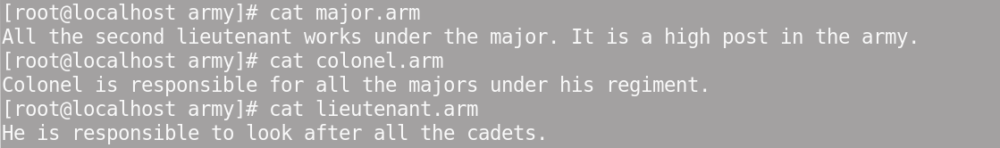 [root@localhost army]# cat major.arm
All the second lieutenant works under the major. It is a high post in the army.
[root@localhost army]# cat colonel.arm
Colonel is responsible for all the majors under his regiment.
[root@localhost army]# cat lieutenant.arm
He is responsible to look after all the cadets.